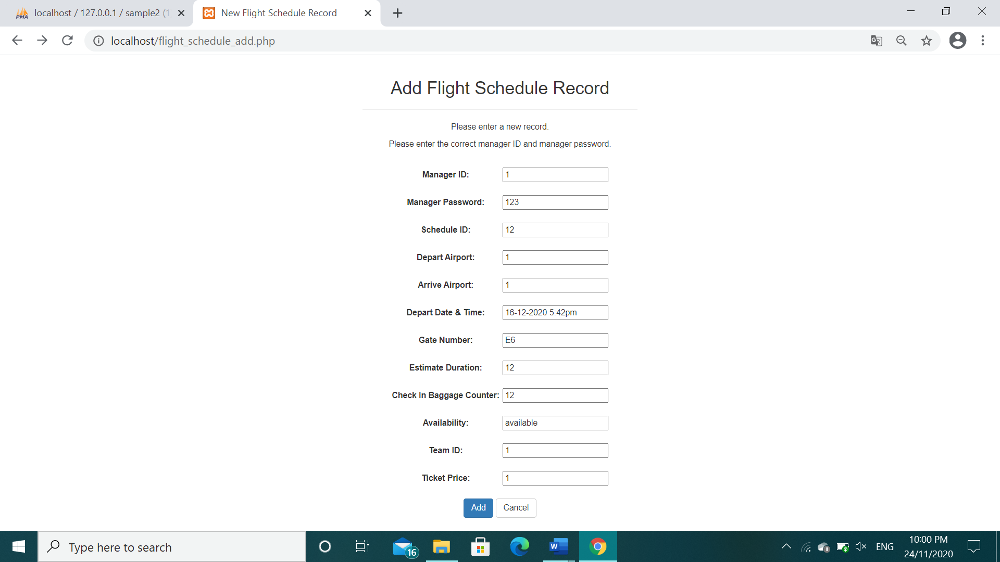 localhost / 127.0.0.1 / sample2 (1
New Flight Schedule Record
localhost/flight_schedule_add.php
Add Flight Schedule Record
Please enter a new record.
Please enter the correct manager ID and manager password.
Manager ID: 1
Manager Password: 123
Schedule ID: 12
Depart Airport: 1
Arrive Airport: 1
Depart Date & Time: 16-12-2020 5:42pm
Gate Number: E6
Estimate Duration: 12
Check In Baggage Counter: 12
Availability: available
Team ID: 1
Ticket Price: 1
Add Cancel
Type here to search
16
W
ENG
10:00 PM
24/11/2020